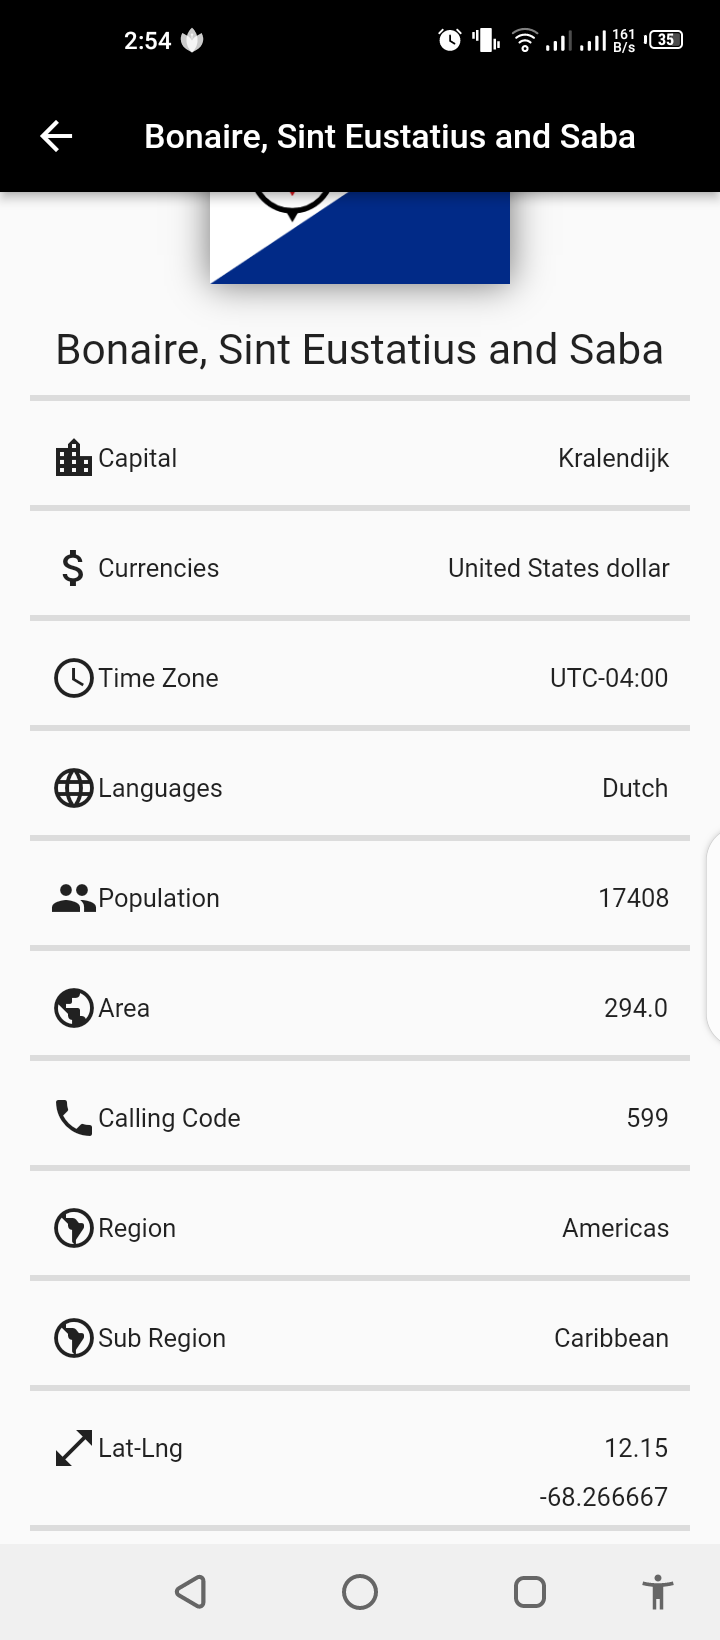 2:54
161
B/s
35
Bonaire, Sint Eustatius and Saba
Bonaire, Sint Eustatius and Saba
Capital Kralendijk
Currencies United States dollar
Time Zone UTC-04:00
Languages Dutch
Population 17408
Area 294.0
Calling Code 599
Region Americas
Sub Region Caribbean
Lat-Lng 12.15
-68.266667